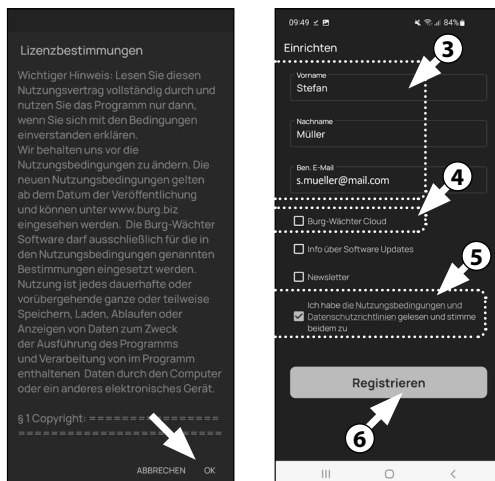 Lizenzbestimmungen
Wichtiger Hinweis: Lesen Sie diesen
Nutzungsvertrag vollständig durch und
nutzen Sie das Programm nur dann,
wenn Sie sich mit den Bedingungen
einverstanden erklären.
Wir behalten uns vor die
Nutzungsbedingungen zu ändern. Die
neuen Nutzungsbedingungen gelten
ab dem Datum der Veröffentlichung
und können unter www.burg.biz
eingesehen werden. Die Burg-Wächter
Software darf ausschließlich für die in
den Nutzungsbedingungen genannten
Bestimmungen eingesetzt werden.
Nutzung ist jedes dauerhafte oder
vorübergehende ganze oder teilweise
Speichern, Laden, Ablaufen oder
Anzeigen von Daten zum Zweck
der Ausführung des Programms
und Verarbeitung von im Programm
enthaltenen Daten durch den Computer
oder ein anderes elektronisches Gerät.
§ 1 Copyright: = = = = = = = = = = = = = = = =
= = = = = = = = = = = = = = = = = = = = = = = =
ABBRECHEN OK
09:49 84%
Einrichten
3
Vorname
Stefan
Nachname
Müller
Ben. E-Mail
s.mueller@mail.com
4
Burg-Wächter Cloud
Info über Software Updates
5
Newsletter
Ich habe die Nutzungsbedingungen und
Datenschutzrichtlinien gelesen und stimme
beidem zu
Registrieren
6